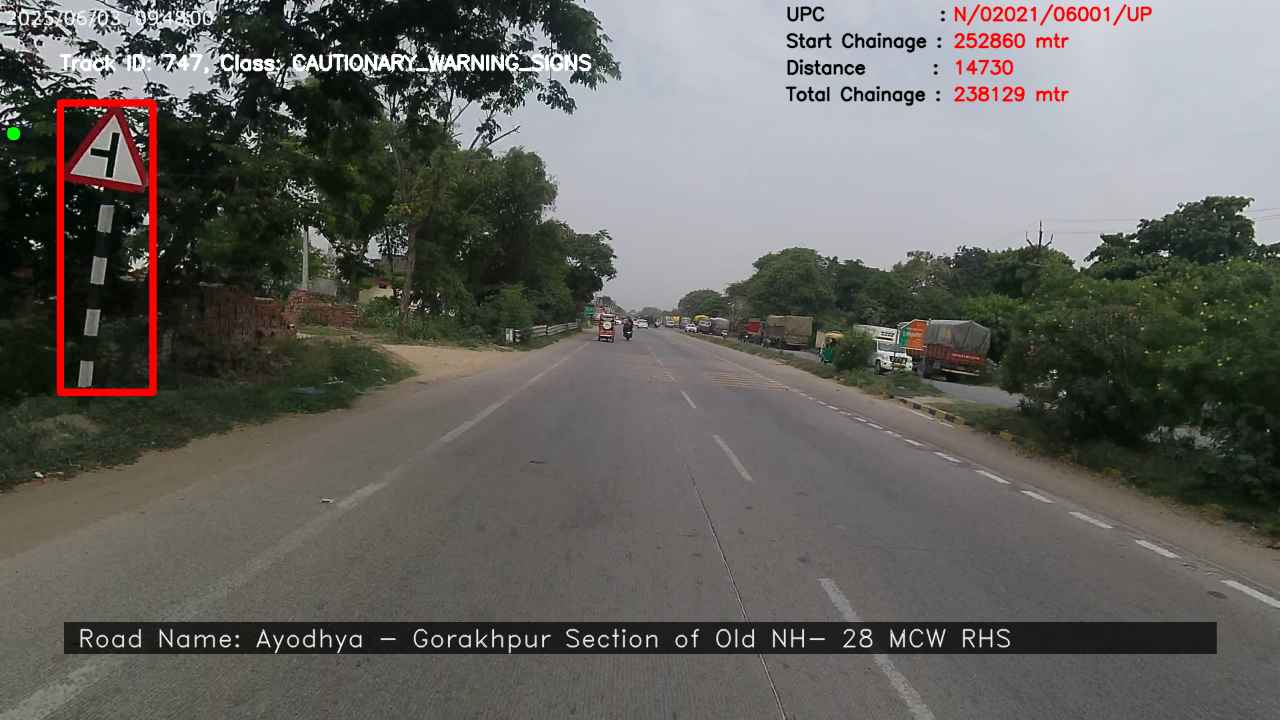 2025/06/03 09:48:00
Track ID: 747, Class: CAUTIONARY_WARNING_SIGNS
UPC : N/02021/06001/UP
Start Chainage : 252860 mtr
Distance : 14730
Total Chainage : 238129 mtr
Road Name: Ayodhya - Gorakhpur Section of Old NH- 28 MCW RHS